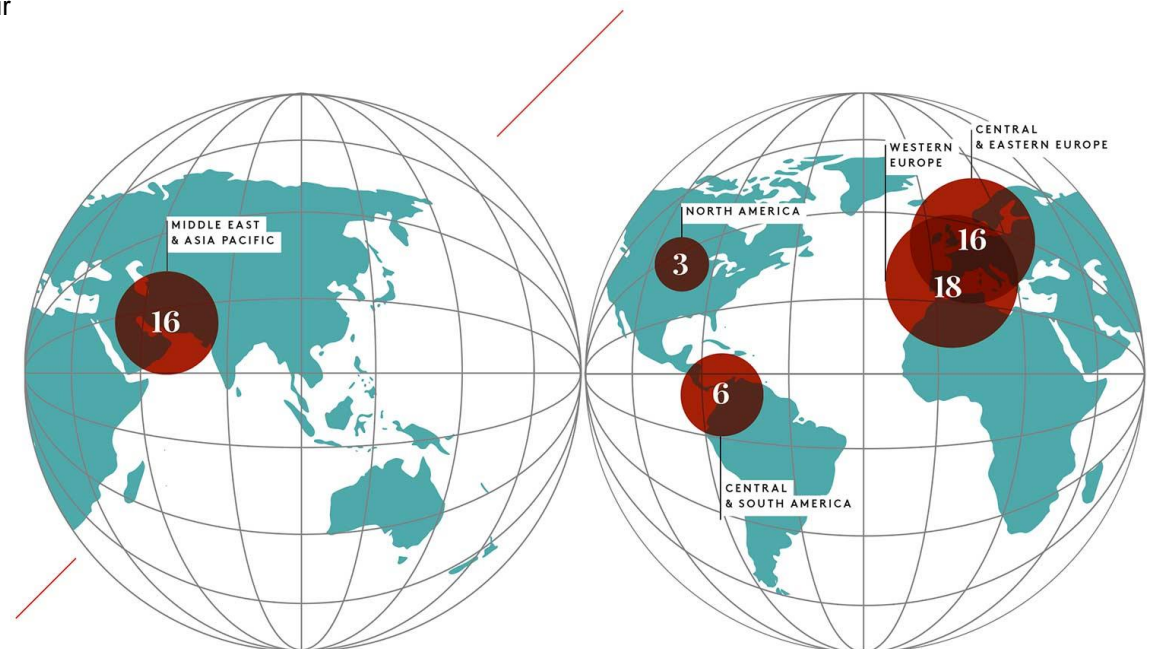 ur
MIDDLE EAST
& ASIA PACIFIC
16
NORTH AMERICA
3
WESTERN
EUROPE
CENTRAL
& EASTERN EUROPE
16
18
6
CENTRAL
& SOUTH AMERICA